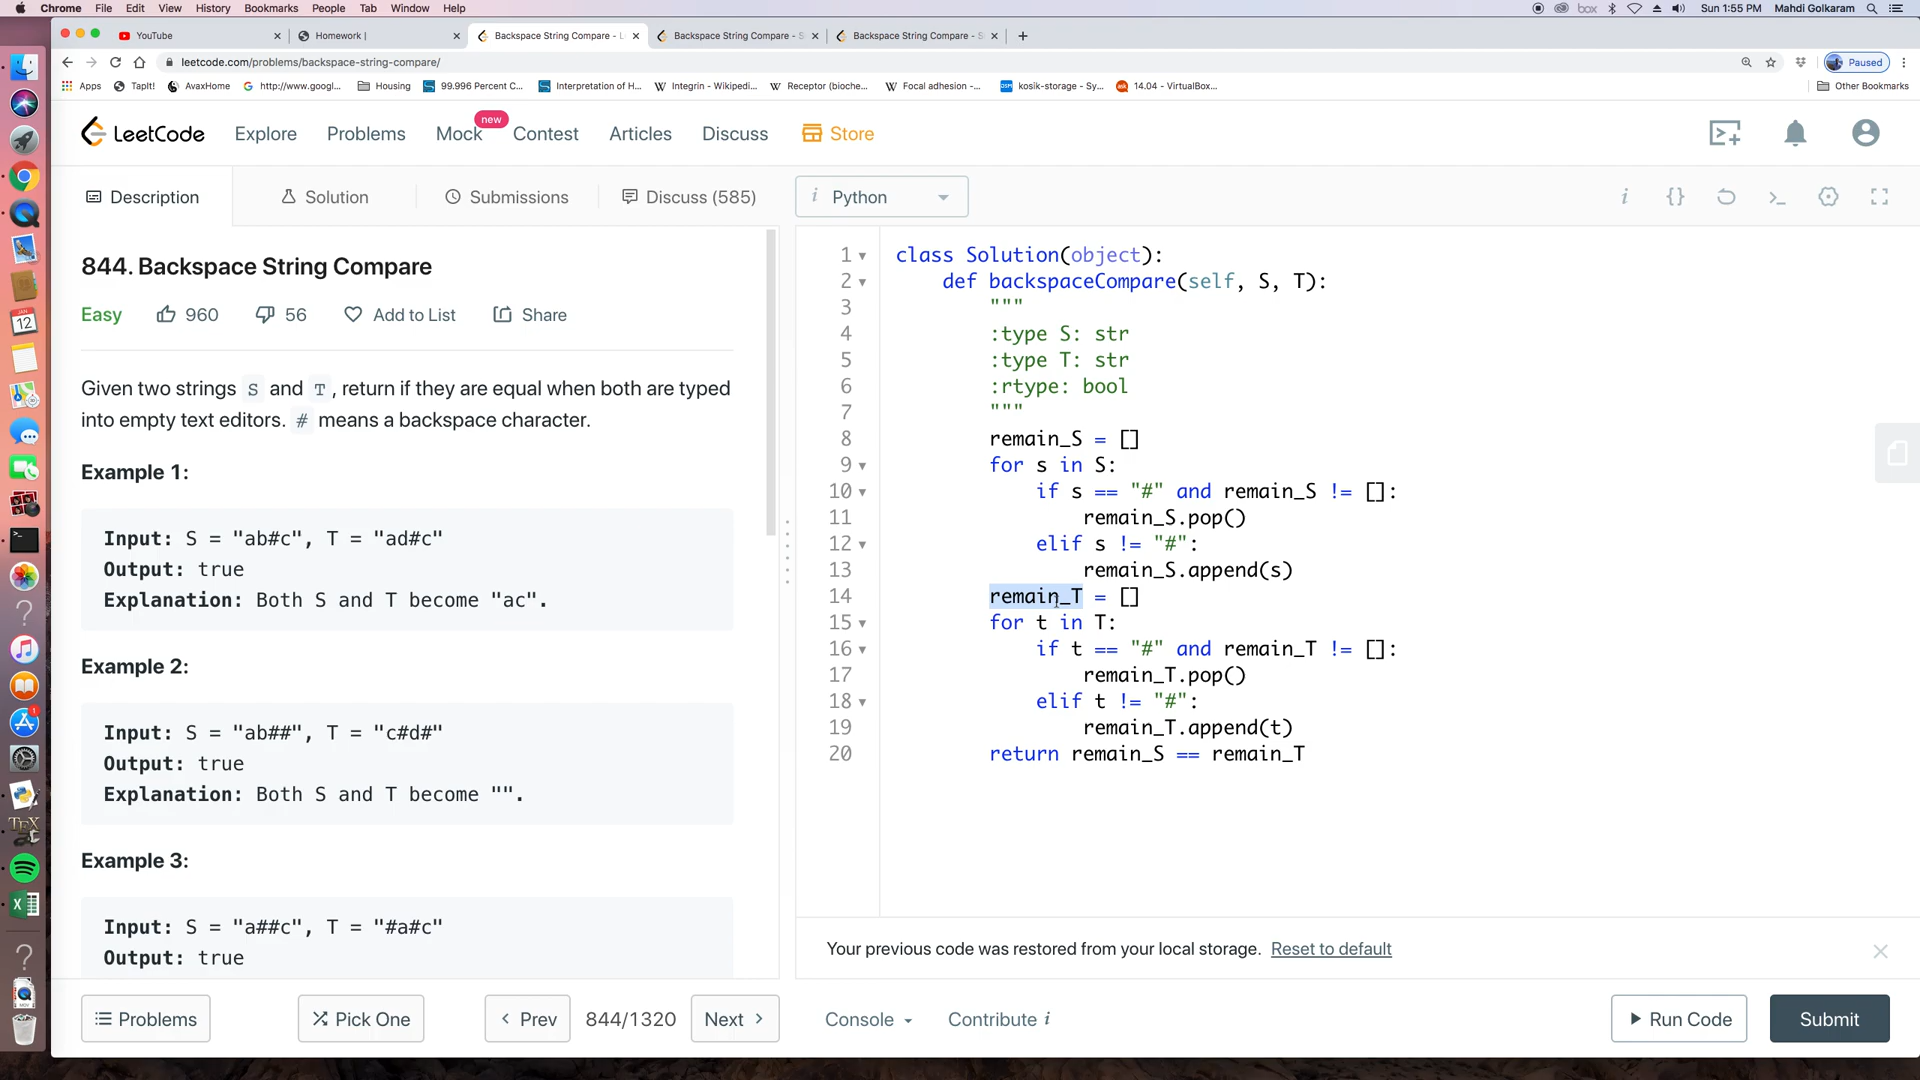 Chrome File Edit View History Bookmarks People Tab Window Help
box Sun 1:55 PM Mahdi Golkaram
YouTube
Homework |
Backspace String Compare - L
Backspace String Compare - S
Backspace String Compare - S
leetcode.com/problems/backspace-string-compare/
Paused
Apps TapIt! AvaxHome http://www.googl... Housing 99.996 Percent C... Interpretation of H... Integrin - Wikipedi... Receptor (bioche... Focal adhesion -... kosik-storage - Sy... 14.04 - VirtualBox... Other Bookmarks
LeetCode Explore Problems Mock new Contest Articles Discuss Store
Description Solution Submissions Discuss (585)
844. Backspace String Compare
Easy 960 56 Add to List Share
Given two strings S and T , return if they are equal when both are typed
into empty text editors. # means a backspace character.
Example 1:
Input: S = "ab#c", T = "ad#c"
Output: true
Explanation: Both S and T become "ac".
Example 2:
Input: S = "ab##", T = "c#d#"
Output: true
Explanation: Both S and T become "".
Example 3:
Input: S = "a##c", T = "#a#c"
Output: true
i Python
1 class Solution(object):
2 def backspaceCompare(self, S, T):
3 """
4 :type S: str
5 :type T: str
6 :rtype: bool
7 """
8 remain_S = []
9 for s in S:
10 if s == "#" and remain_S != []:
11 remain_S.pop()
12 elif s != "#":
13 remain_S.append(s)
14 remain_T = []
15 for t in T:
16 if t == "#" and remain_T != []:
17 remain_T.pop()
18 elif t != "#":
19 remain_T.append(t)
20 return remain_S == remain_T
Your previous code was restored from your local storage. Reset to default
Problems Pick One Prev 844/1320 Next
Console Contribute i
Run Code Submit
JAN
12
TEX